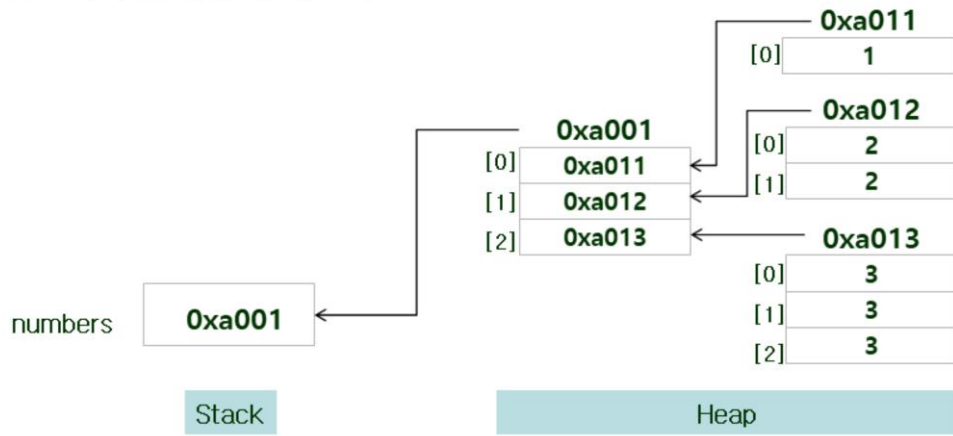 0xa011
[0] 1
0xa012
[0] 2
[1] 2
0xa001
[0] 0xa011
[1] 0xa012
[2] 0xa013
0xa013
[0] 3
[1] 3
[2] 3
numbers 0xa001
Stack Heap